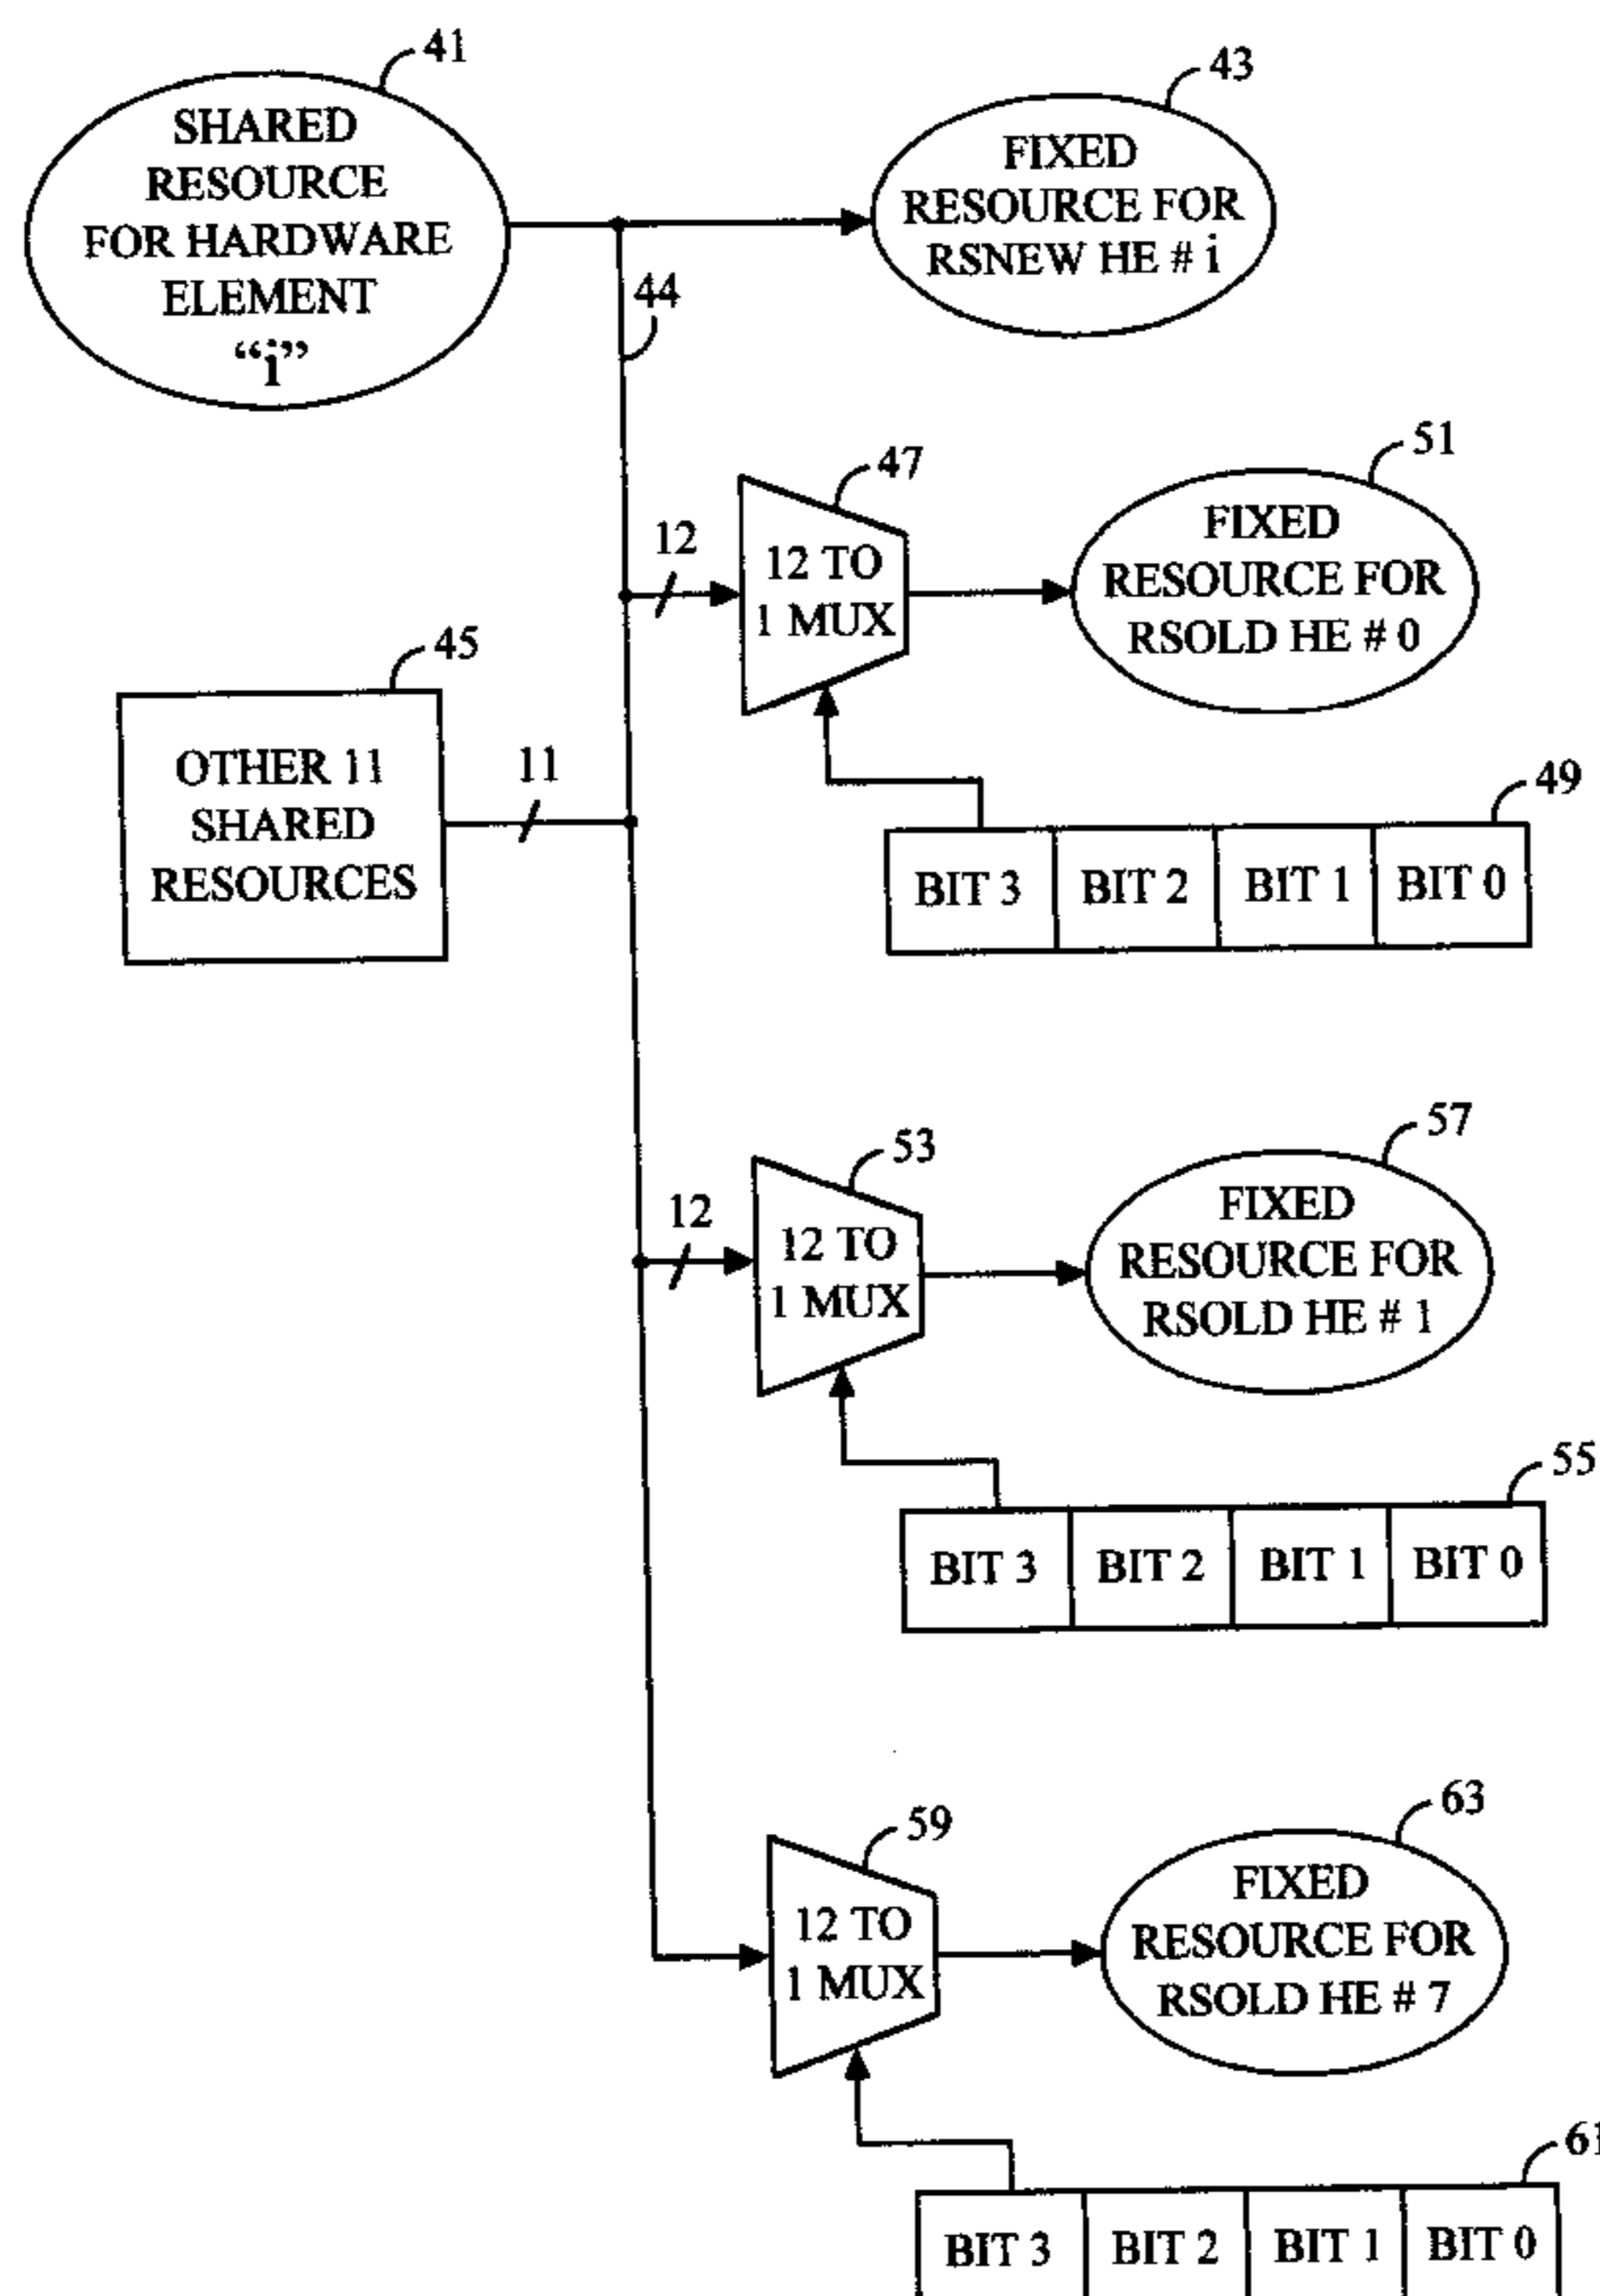 41
SHARED
RESOURCE
FOR HARDWARE
ELEMENT
“i”
43
FIXED
RESOURCE FOR
RSNEW HE # i
44
47
12
12 TO
1 MUX
51
FIXED
RESOURCE FOR
RSOLD HE # 0
45
OTHER 11
SHARED
RESOURCES
11
49
BIT 3 BIT 2 BIT 1 BIT 0
53
12
12 TO
1 MUX
57
FIXED
RESOURCE FOR
RSOLD HE # 1
55
BIT 3 BIT 2 BIT 1 BIT 0
59
12 TO
1 MUX
63
FIXED
RESOURCE FOR
RSOLD HE # 7
61
BIT 3 BIT 2 BIT 1 BIT 0